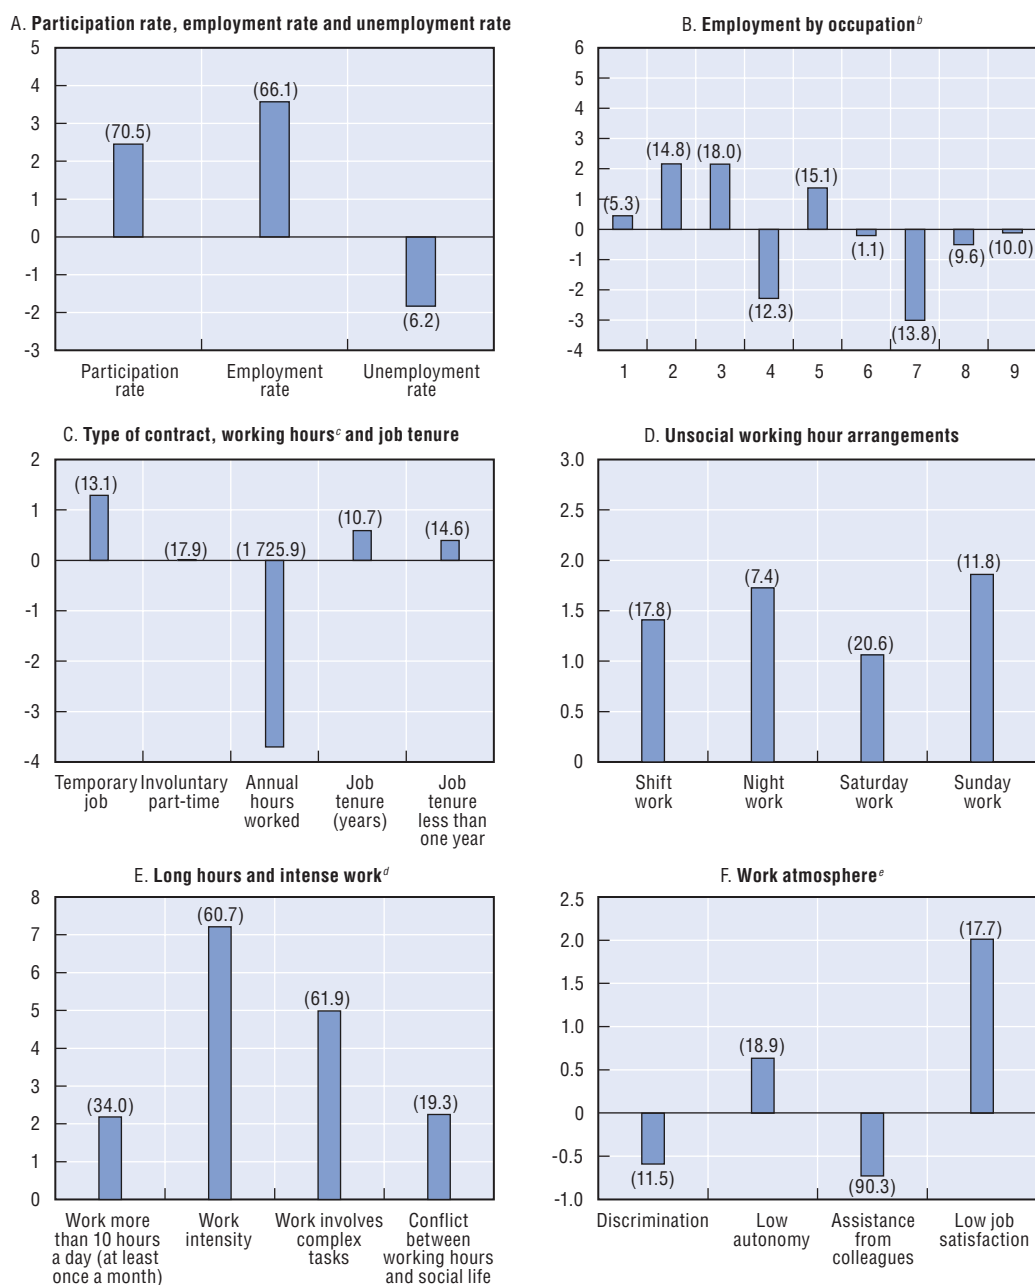 A. Participation rate, employment rate and unemployment rate
5
4
3
2
1
0
-1
-2
-3
(70.5)
(66.1)
(6.2)
Participation
rate
Employment
rate
Unemployment
rate
B. Employment by occupationᵇ
6
5
4
3
2
1
0
-1
-2
-3
-4
(5.3)
(14.8)
(18.0)
(12.3)
(15.1)
(1.1)
(13.8)
(9.6)
(10.0)
1 2 3 4 5 6 7 8 9
C. Type of contract, working hoursᶜ and job tenure
2
1
0
-1
-2
-3
-4
(13.1)
(17.9)
(1 725.9)
(10.7)
(14.6)
Temporary
job
Involuntary
part-time
Annual
hours
worked
Job
tenure
(years)
Job
tenure
less than
one year
D. Unsocial working hour arrangements
3.0
2.5
2.0
1.5
1.0
0.5
0
(17.8)
(7.4)
(20.6)
(11.8)
Shift
work
Night
work
Saturday
work
Sunday
work
E. Long hours and intense workᵈ
8
7
6
5
4
3
2
1
0
(34.0)
(60.7)
(61.9)
(19.3)
Work more
than 10 hours
a day (at least
once a month)
Work
intensity
Work involves
complex
tasks
Conflict
between
working hours
and social life
F. Work atmosphereᵉ
2.5
2.0
1.5
1.0
0.5
0
-0.5
-1.0
(11.5)
(18.9)
(90.3)
(17.7)
Discrimination
Low
autonomy
Assistance
from
colleagues
Low job
satisfaction